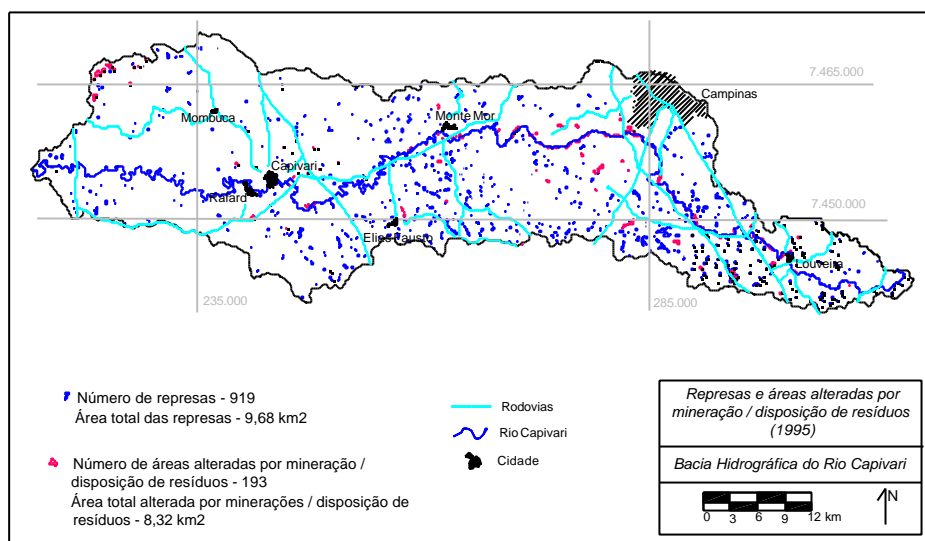 7.465.000
Campinas
Mombuca
Monte Mor
Capivari
Rafard
7.450.000
Elias Fausto
Louveira
235.000
285.000
Número de represas - 919
Área total das represas - 9,68 km2
Número de áreas alteradas por mineração /
disposição de resíduos - 193
Área total alterada por minerações / disposição de
resíduos - 8,32 km2
Rodovias
Rio Capivari
Cidade
Represas e áreas alteradas por
mineração / disposição de resíduos
(1995)
Bacia Hidrográfica do Rio Capivari
0 3 6 9 12 km
N